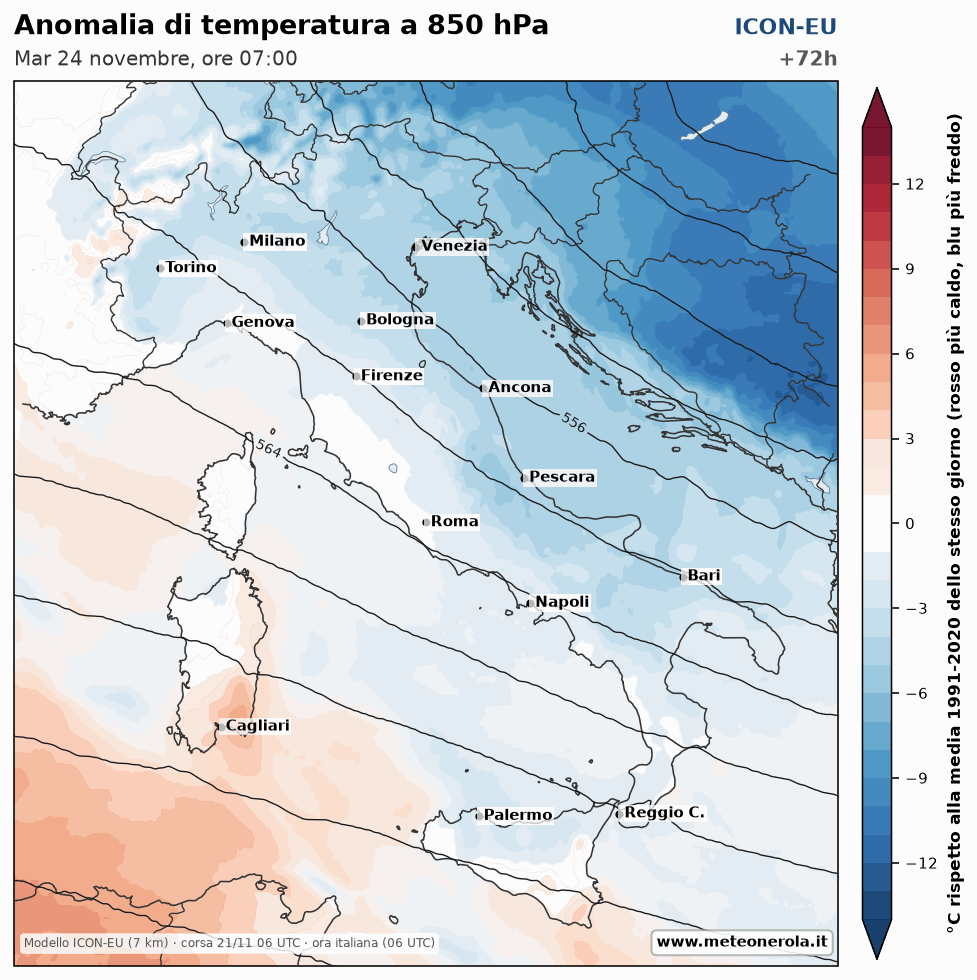 Anomalia di temperatura a 850 hPa
ICON-EU
Mar 24 novembre, ore 07:00
+72h
Milano
Venezia
Torino
Genova
Bologna
Firenze
Ancona
556
564
Pescara
Roma
Bari
Napoli
Cagliari
Palermo
Reggio C.
Modello ICON-EU (7 km) · corsa 21/11 06 UTC · ora italiana (06 UTC)
www.meteonerola.it
12
9
6
3
0
−3
−6
−9
−12
°C rispetto alla media 1991-2020 dello stesso giorno (rosso più caldo, blu più freddo)